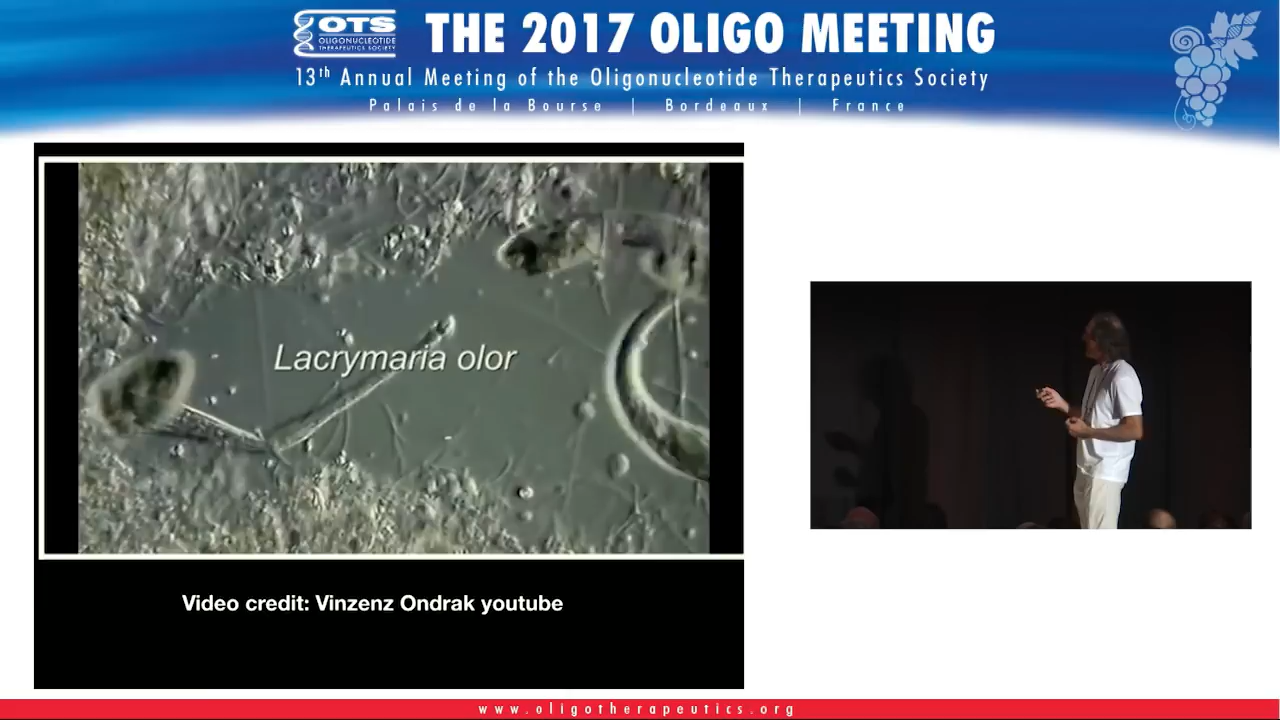 OTS
OLIGONUCLEOTIDE
THERAPEUTICS SOCIETY
THE 2017 OLIGO MEETING
13th Annual Meeting of the Oligonucleotide Therapeutics Society
Palais de la Bourse | Bordeaux | France
Lacrymaria olor
Video credit: Vinzenz Ondrak youtube
www.oligotherapeutics.org